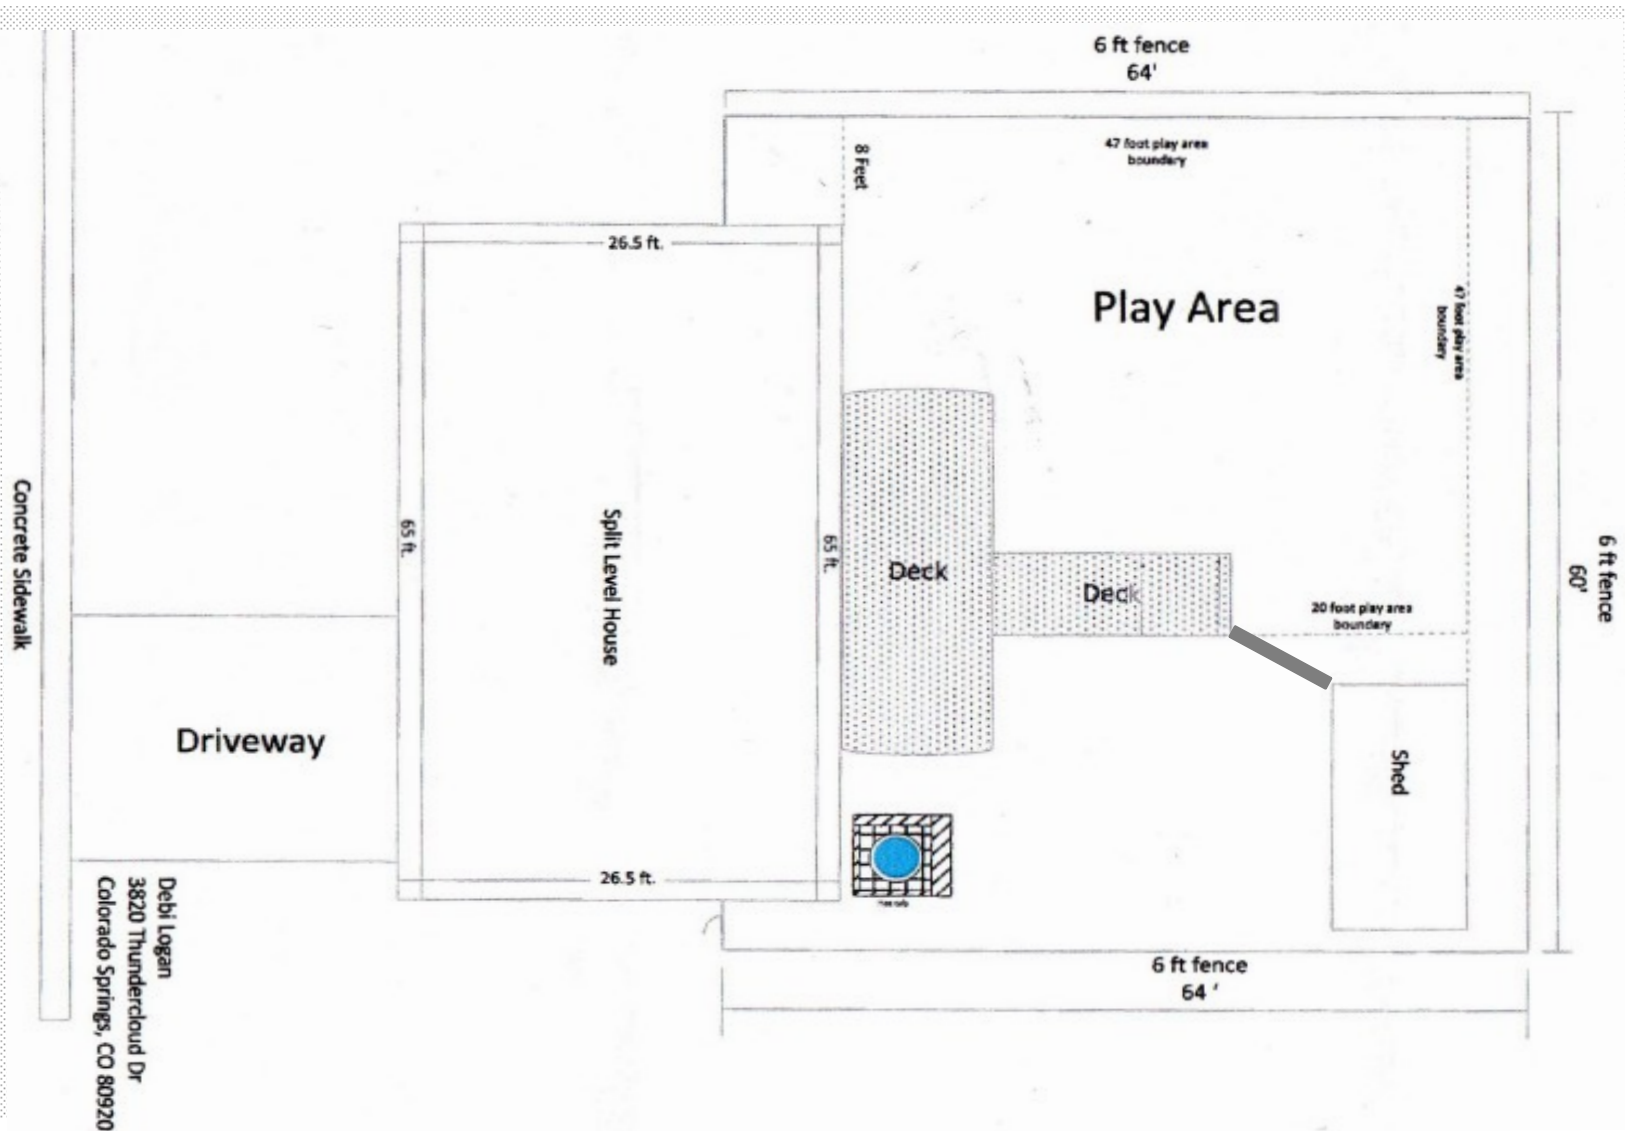 6 ft fence
64'
8 Feet
47 foot play area
boundary
26.5 ft.
Play Area
47 foot play area
boundary
65 ft.
Split Level House
65 ft.
Deck
Deck
20 foot play area
boundary
6 ft fence
60'
Concrete Sidewalk
Driveway
Shed
26.5 ft.
6 ft fence
64 '
Debi Logan
3820 Thundercloud Dr
Colorado Springs, CO 80920